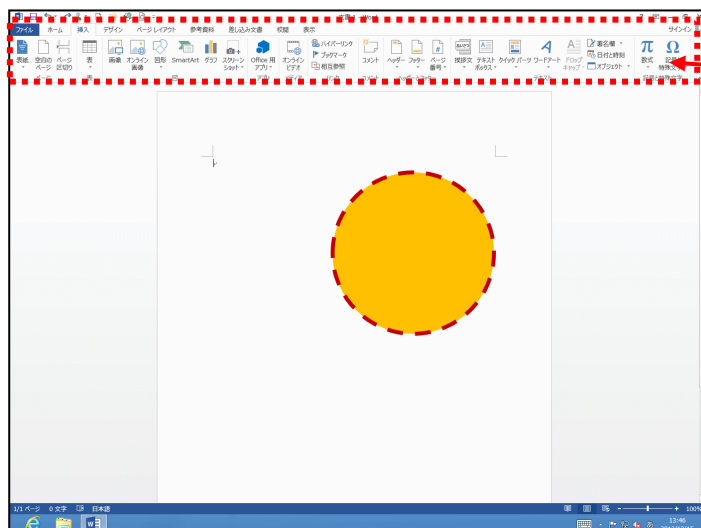 ファイル ホーム 挿入 デザイン ページ レイアウト 参考資料 差し込み文書 校閲 表示 サインイン
表紙 空白の ページ 表 画像 オンライン 図形 SmartArt グラフ スクリーン Office 用 オンライン ハイパーリンク コメント ヘッダー フッター ページ 挨拶文 テキスト クイック パーツ ワードアート ドロップ 署名欄 数式 記号
ページ 区切り 画像 ショット アプリ ビデオ ブックマーク 番号 ボックス キャップ 日付と時刻
相互参照 オブジェクト
1/1 ページ 0 文字 日本語 100%
13:46